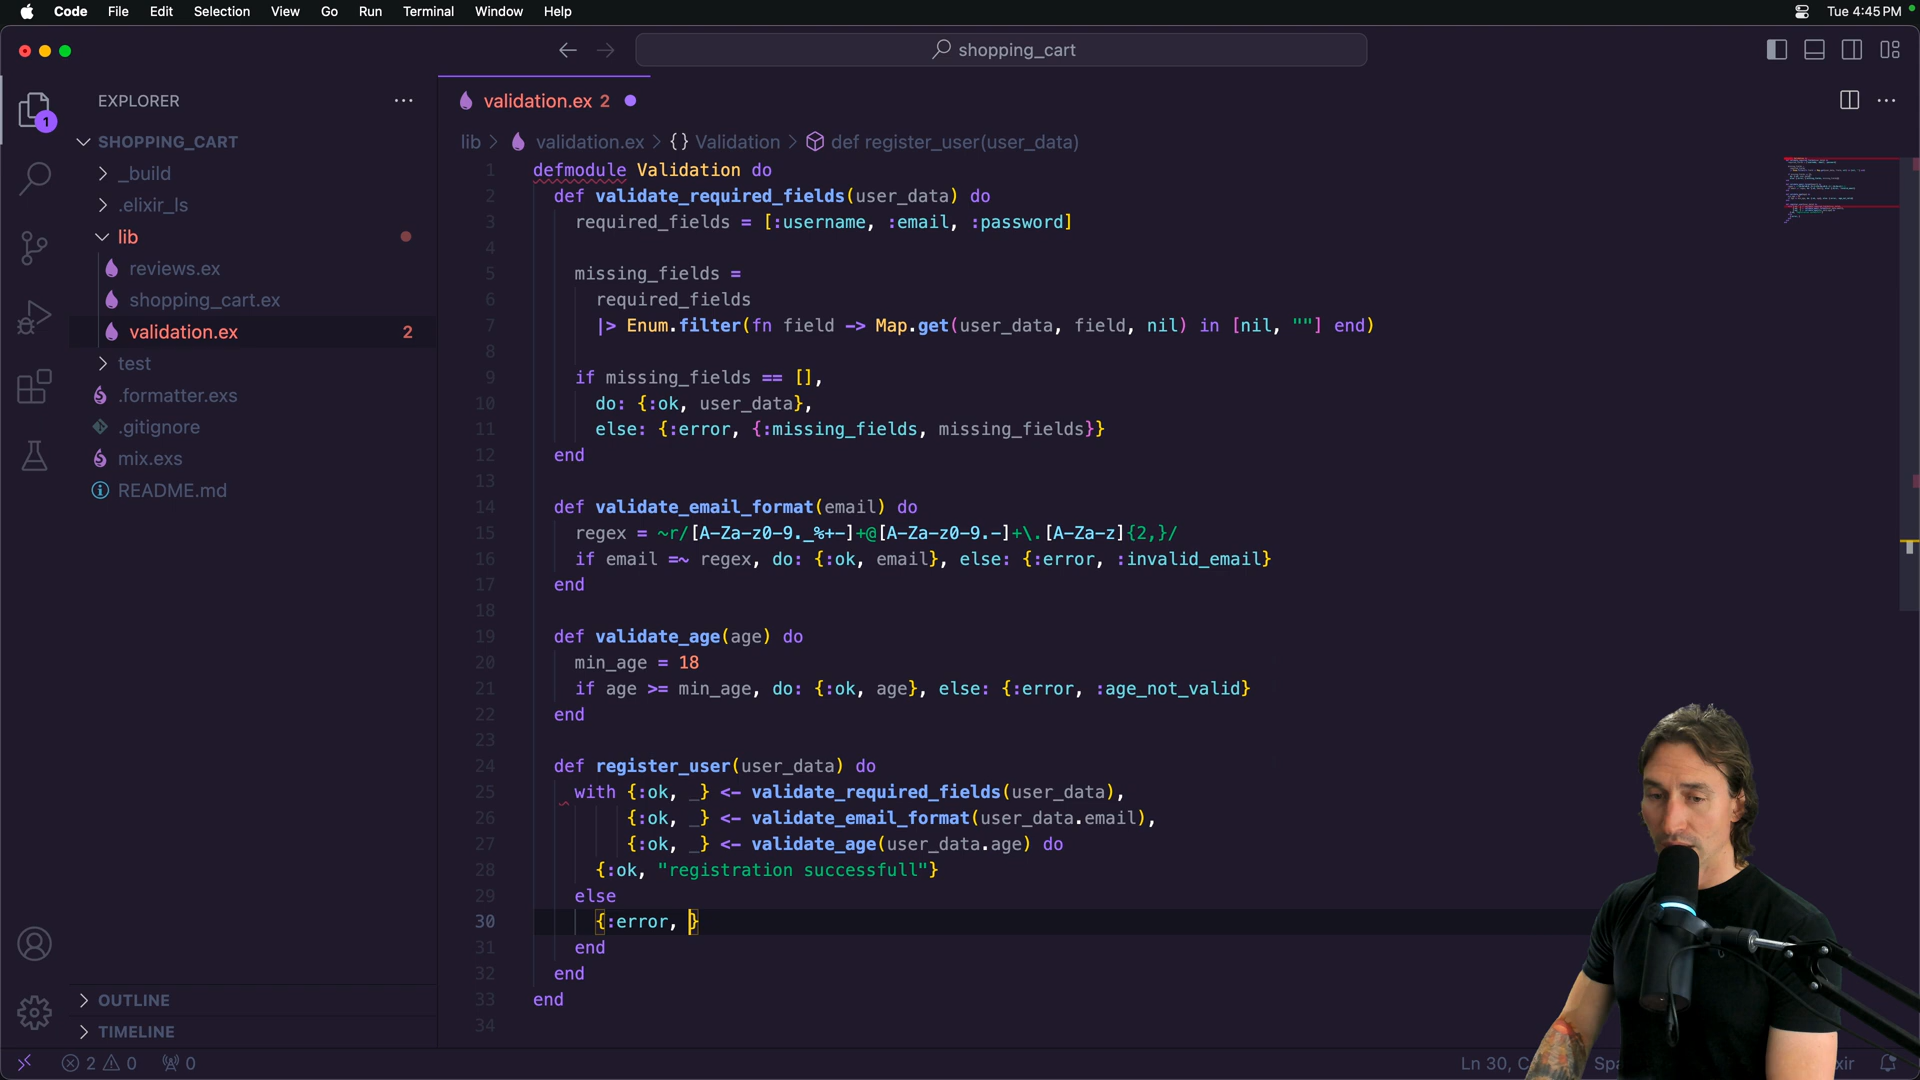 Code File Edit Selection View Go Run Terminal Window Help Tue 4:45 PM
shopping_cart
EXPLORER
1
SHOPPING_CART
_build
.elixir_ls
lib
reviews.ex
shopping_cart.ex
validation.ex 2
test
.formatter.exs
.gitignore
mix.exs
README.md
OUTLINE
TIMELINE
validation.ex 2
lib > validation.ex > {} Validation > def register_user(user_data)
1 defmodule Validation do
2 def validate_required_fields(user_data) do
3 required_fields = [:username, :email, :password]
4
5 missing_fields =
6 required_fields
7 |> Enum.filter(fn field -> Map.get(user_data, field, nil) in [nil, ""] end)
8
9 if missing_fields == [],
10 do: {:ok, user_data},
11 else: {:error, {:missing_fields, missing_fields}}
12 end
13
14 def validate_email_format(email) do
15 regex = ~r/[A-Za-z0-9._%+-]+@[A-Za-z0-9.-]+\.[A-Za-z]{2,}/
16 if email =~ regex, do: {:ok, email}, else: {:error, :invalid_email}
17 end
18
19 def validate_age(age) do
20 min_age = 18
21 if age >= min_age, do: {:ok, age}, else: {:error, :age_not_valid}
22 end
23
24 def register_user(user_data) do
25 with {:ok, _} <- validate_required_fields(user_data),
26 {:ok, _} <- validate_email_format(user_data.email),
27 {:ok, _} <- validate_age(user_data.age) do
28 {:ok, "registration successfull"}
29 else
30 {:error, }
31 end
32 end
33 end
34
2 0 0
Ln 30,